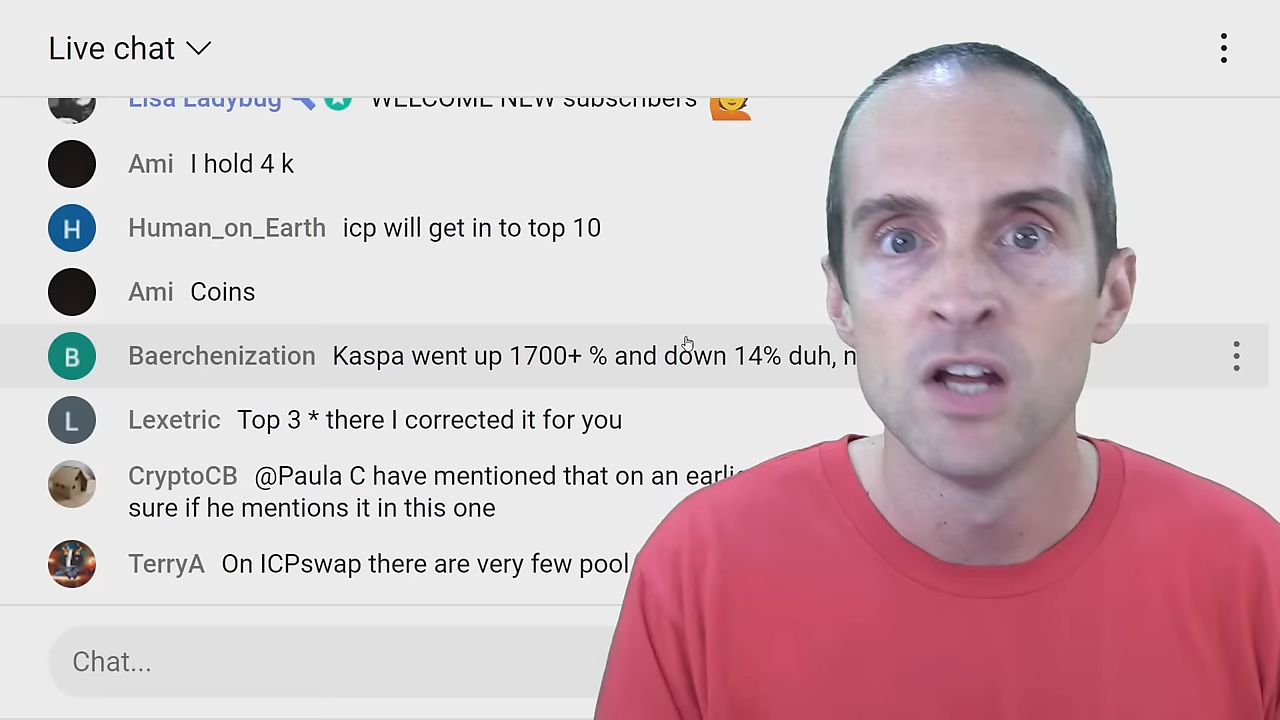 Live chat
Lisa Ladybug WELCOME NEW subscribers
Ami I hold 4 k
H Human_on_Earth icp will get in to top 10
Ami Coins
B Baerchenization Kaspa went up 1700+ % and down 14% duh,
L Lexetric Top 3 * there I corrected it for you
CryptoCB @Paula C have mentioned that on an
sure if he mentions it in this one
TerryA On ICPswap there are very few pool
Chat...